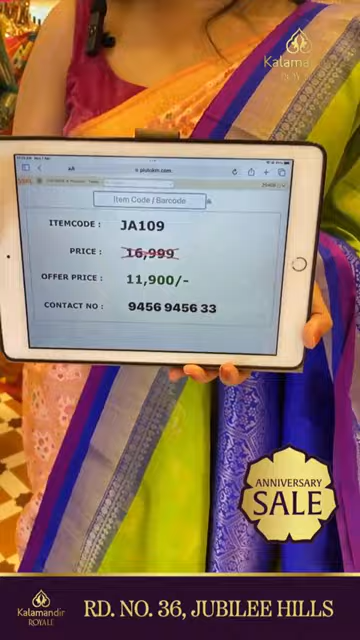 Kalamandir
ROYALE
Item Code / Barcode
ITEMCODE : JA109
PRICE : 16,999
OFFER PRICE : 11,900/-
CONTACT NO : 9456 9456 33
ANNIVERSARY
SALE
Kalamandir
ROYALE
RD. NO. 36, JUBILEE HILLS